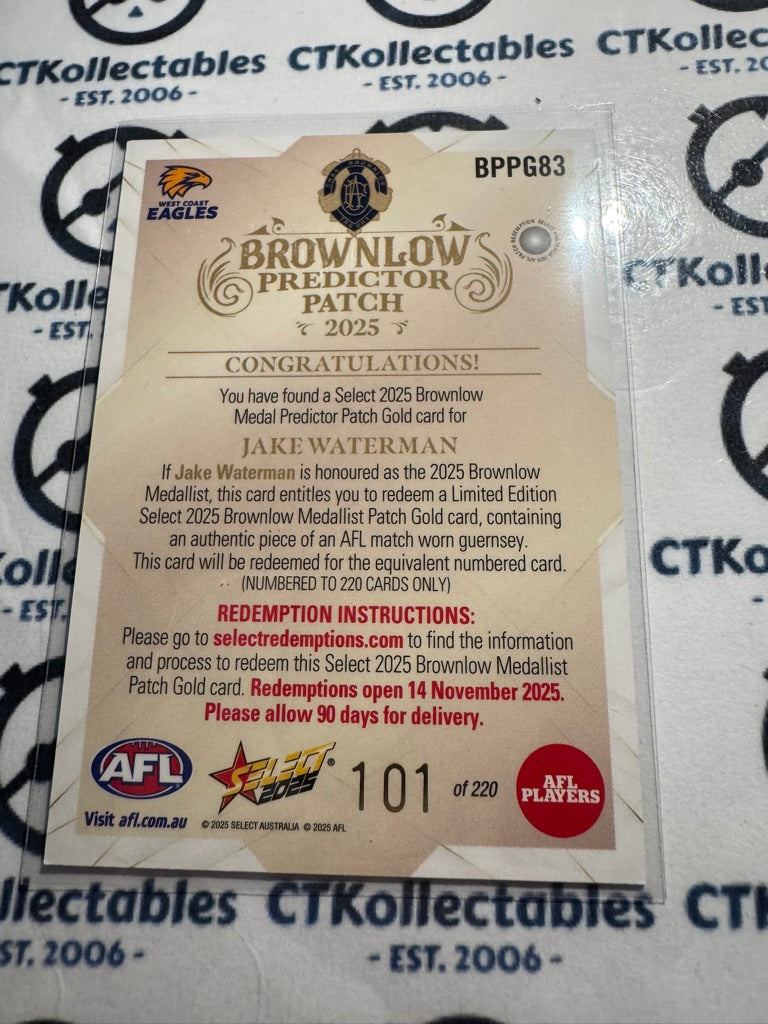 CTKollectables
- EST. 2006 -
CTKollectables
- EST. 2006 -
CTKollec
- EST. 20
BPPG83
WEST COAST
EAGLES
BROWNLOW
PREDICTOR
PATCH
2025
CONGRATULATIONS!
You have found a Select 2025 Brownlow
Medal Predictor Patch Gold card for
JAKE WATERMAN
If Jake Waterman is honoured as the 2025 Brownlow
Medallist, this card entitles you to redeem a Limited Edition
Select 2025 Brownlow Medallist Patch Gold card, containing
an authentic piece of an AFL match worn guernsey.
This card will be redeemed for the equivalent numbered card.
(NUMBERED TO 220 CARDS ONLY)
REDEMPTION INSTRUCTIONS:
Please go to selectredemptions.com to find the information
and process to redeem this Select 2025 Brownlow Medallist
Patch Gold card. Redemptions open 14 November 2025.
Please allow 90 days for delivery.
AFL
Visit afl.com.au
SELECT®
2025
© 2025 SELECT AUSTRALIA © 2025 AFL
101 of 220
AFL
PLAYERS
CTKo
llectables
ST. 2006 -
CTKollectables
- EST. 2006 -
CTK